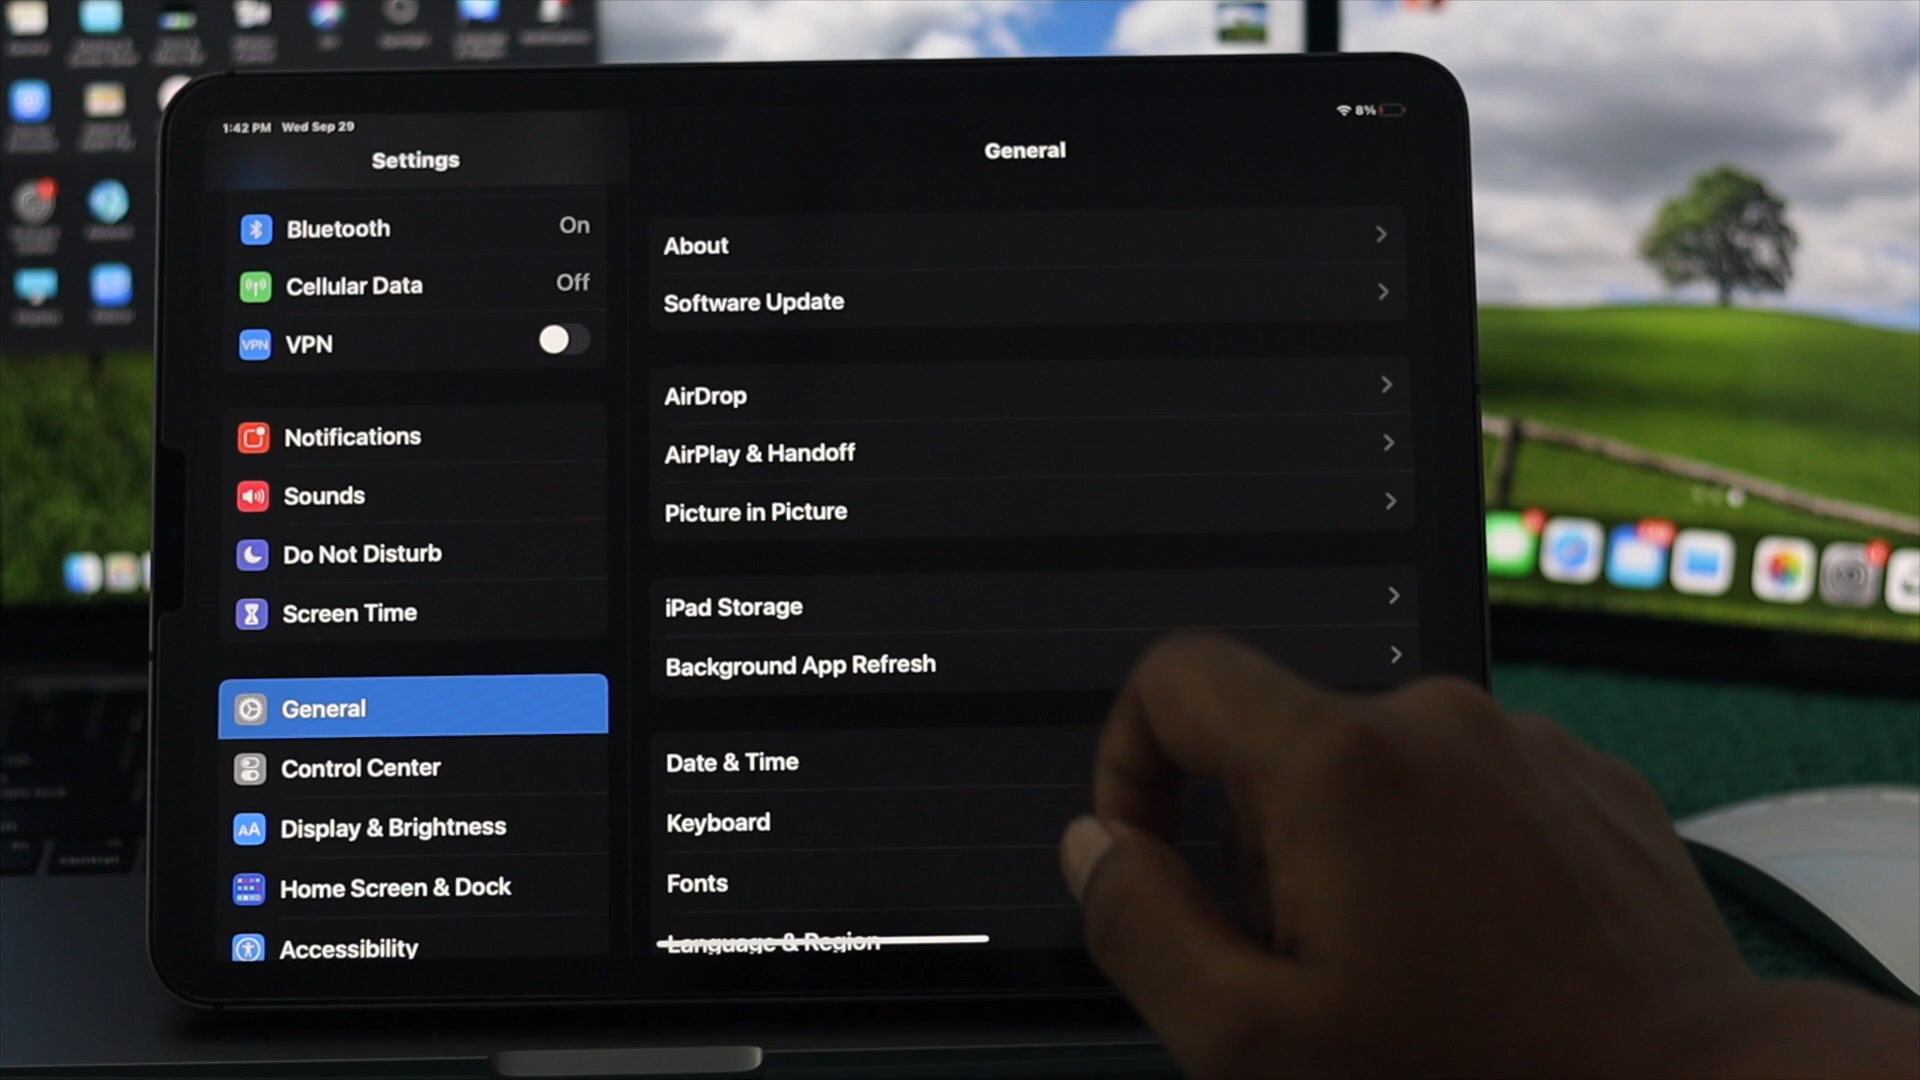 1:42 PM Wed Sep 29
8%
Settings
Bluetooth On
Cellular Data Off
VPN VPN
Notifications
Sounds
Do Not Disturb
Screen Time
General
Control Center
AA Display & Brightness
Home Screen & Dock
Accessibility
General
About
Software Update
AirDrop
AirPlay & Handoff
Picture in Picture
iPad Storage
Background App Refresh
Date & Time
Keyboard
Fonts
Language & Region
control